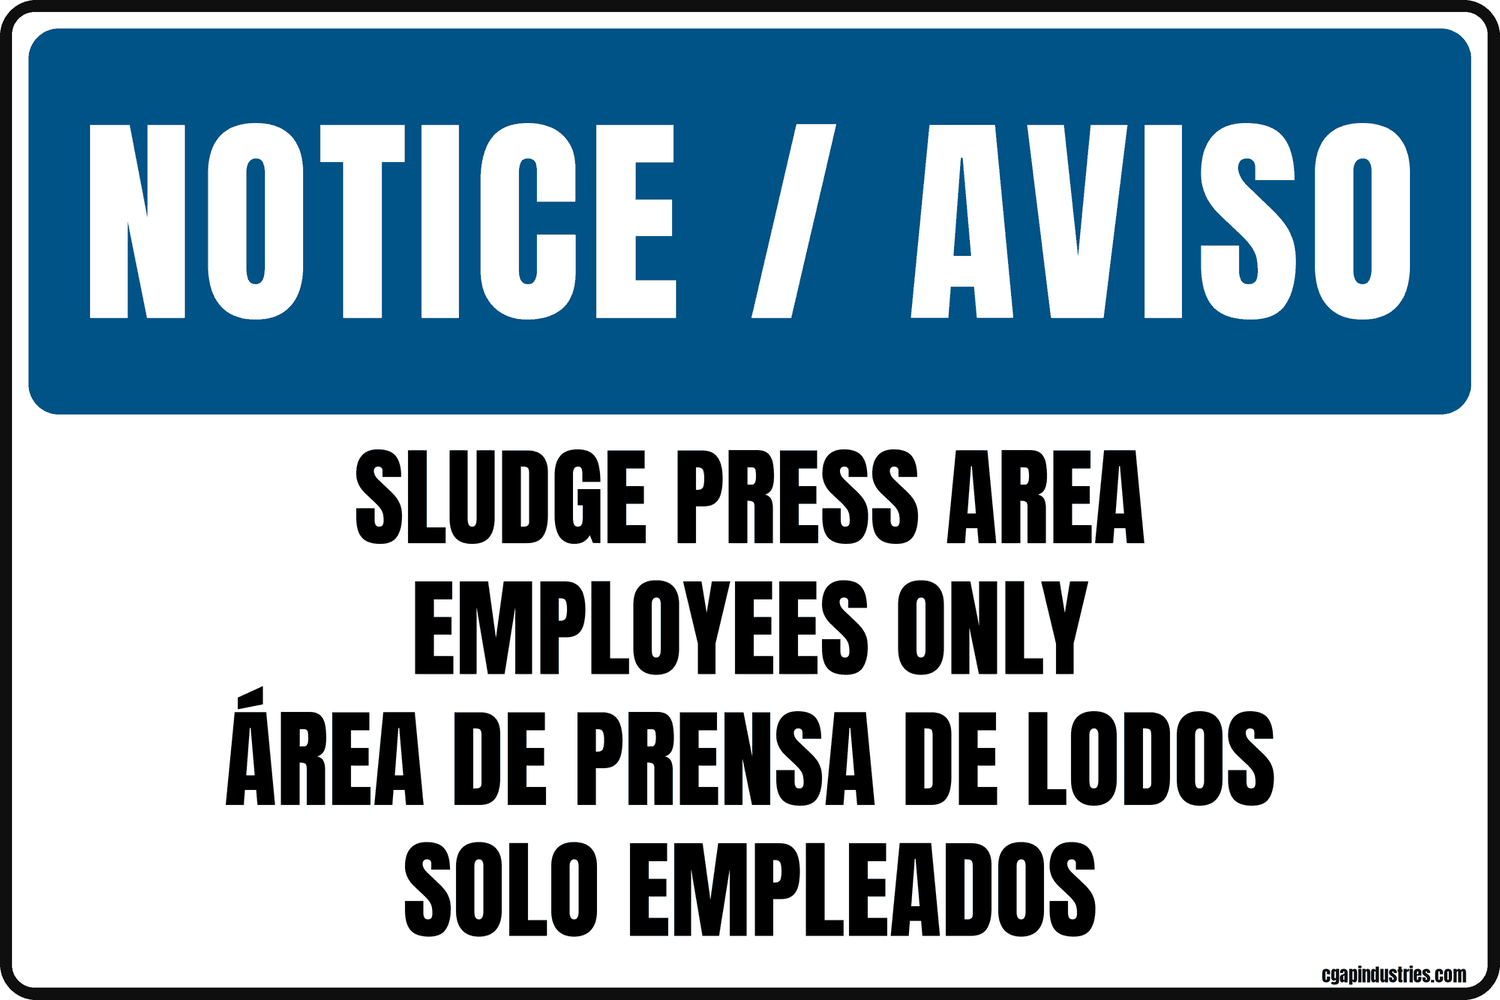 NOTICE / AVISO
SLUDGE PRESS AREA
EMPLOYEES ONLY
ÁREA DE PRENSA DE LODOS
SOLO EMPLEADOS
cgapindustries.com